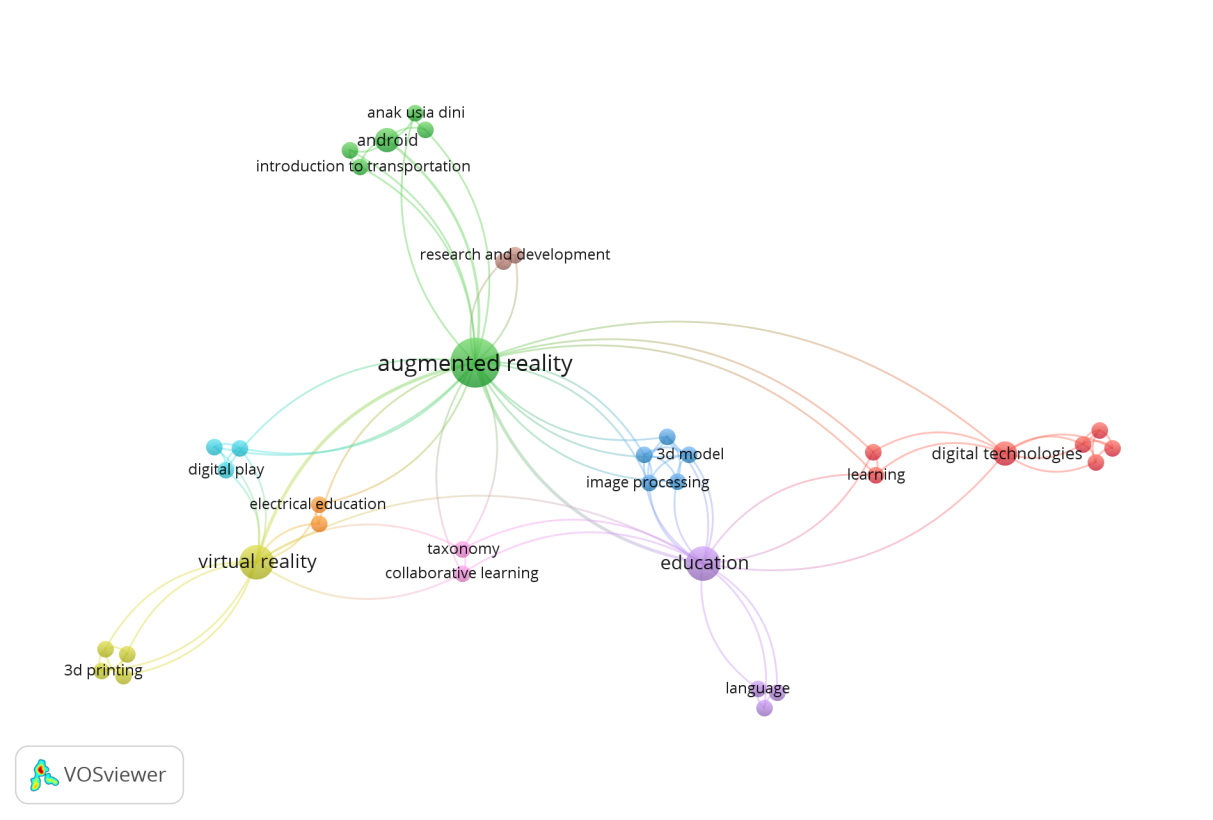 anak usia dini
android
introduction to transportation
research and development
augmented reality
3d model
digital technologies
digital play
learning
image processing
electrical education
taxonomy
virtual reality
education
collaborative learning
3d printing
language
VOSviewer